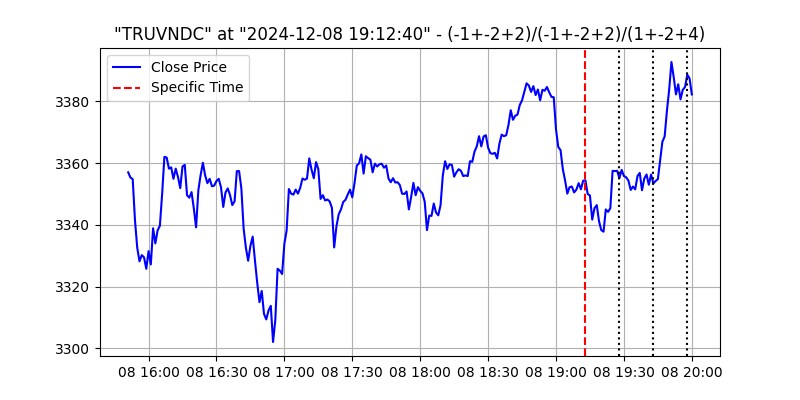 "TRUVNDC" at "2024-12-08 19:12:40" - (-1+-2+2)/(-1+-2+2)/(1+-2+4)
Close Price
Specific Time
3380
3360
3340
3320
3300
08 16:00 08 16:30 08 17:00 08 17:30 08 18:00 08 18:30 08 19:00 08 19:30 08 20:00